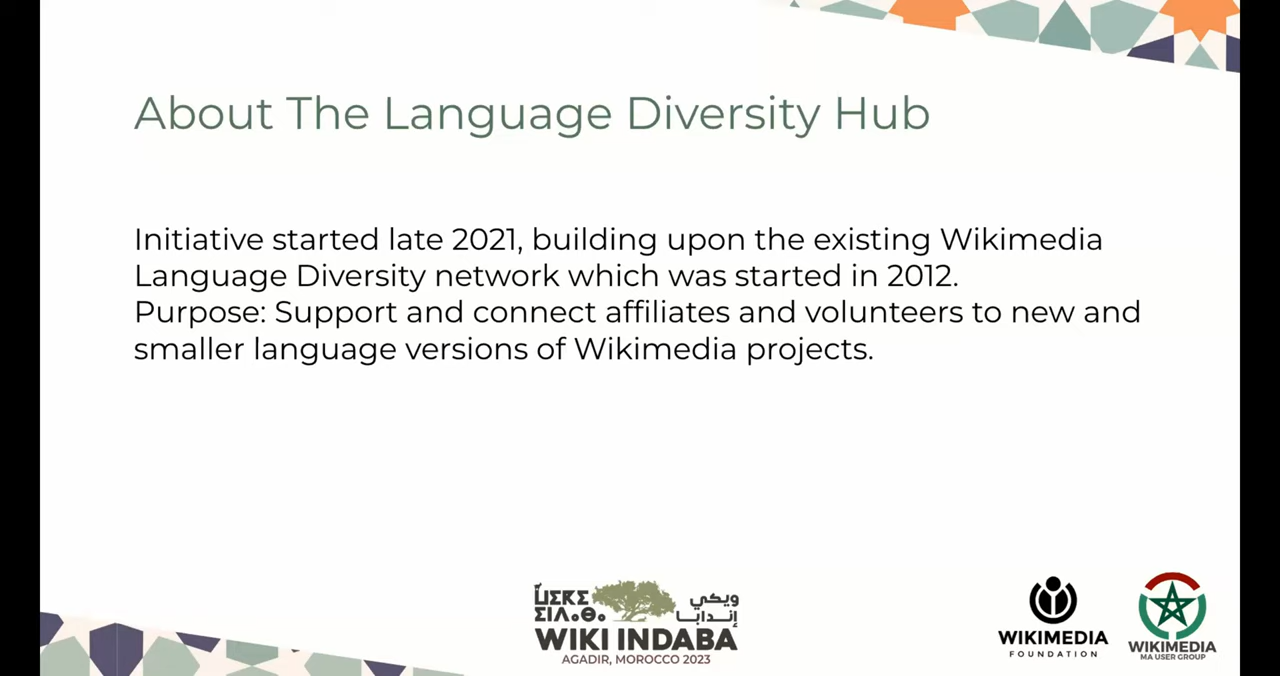 About The Language Diversity Hub
Initiative started late 2021, building upon the existing Wikimedia
Language Diversity network which was started in 2012.
Purpose: Support and connect affiliates and volunteers to new and
smaller language versions of Wikimedia projects.
ويكي
إنـدابـا
ⵉⵏⴷⴰⴱⴰ
WIKI INDABA
AGADIR, MOROCCO 2023
WIKIMEDIA
FOUNDATION
WIKIMEDIA
MA USER GROUP